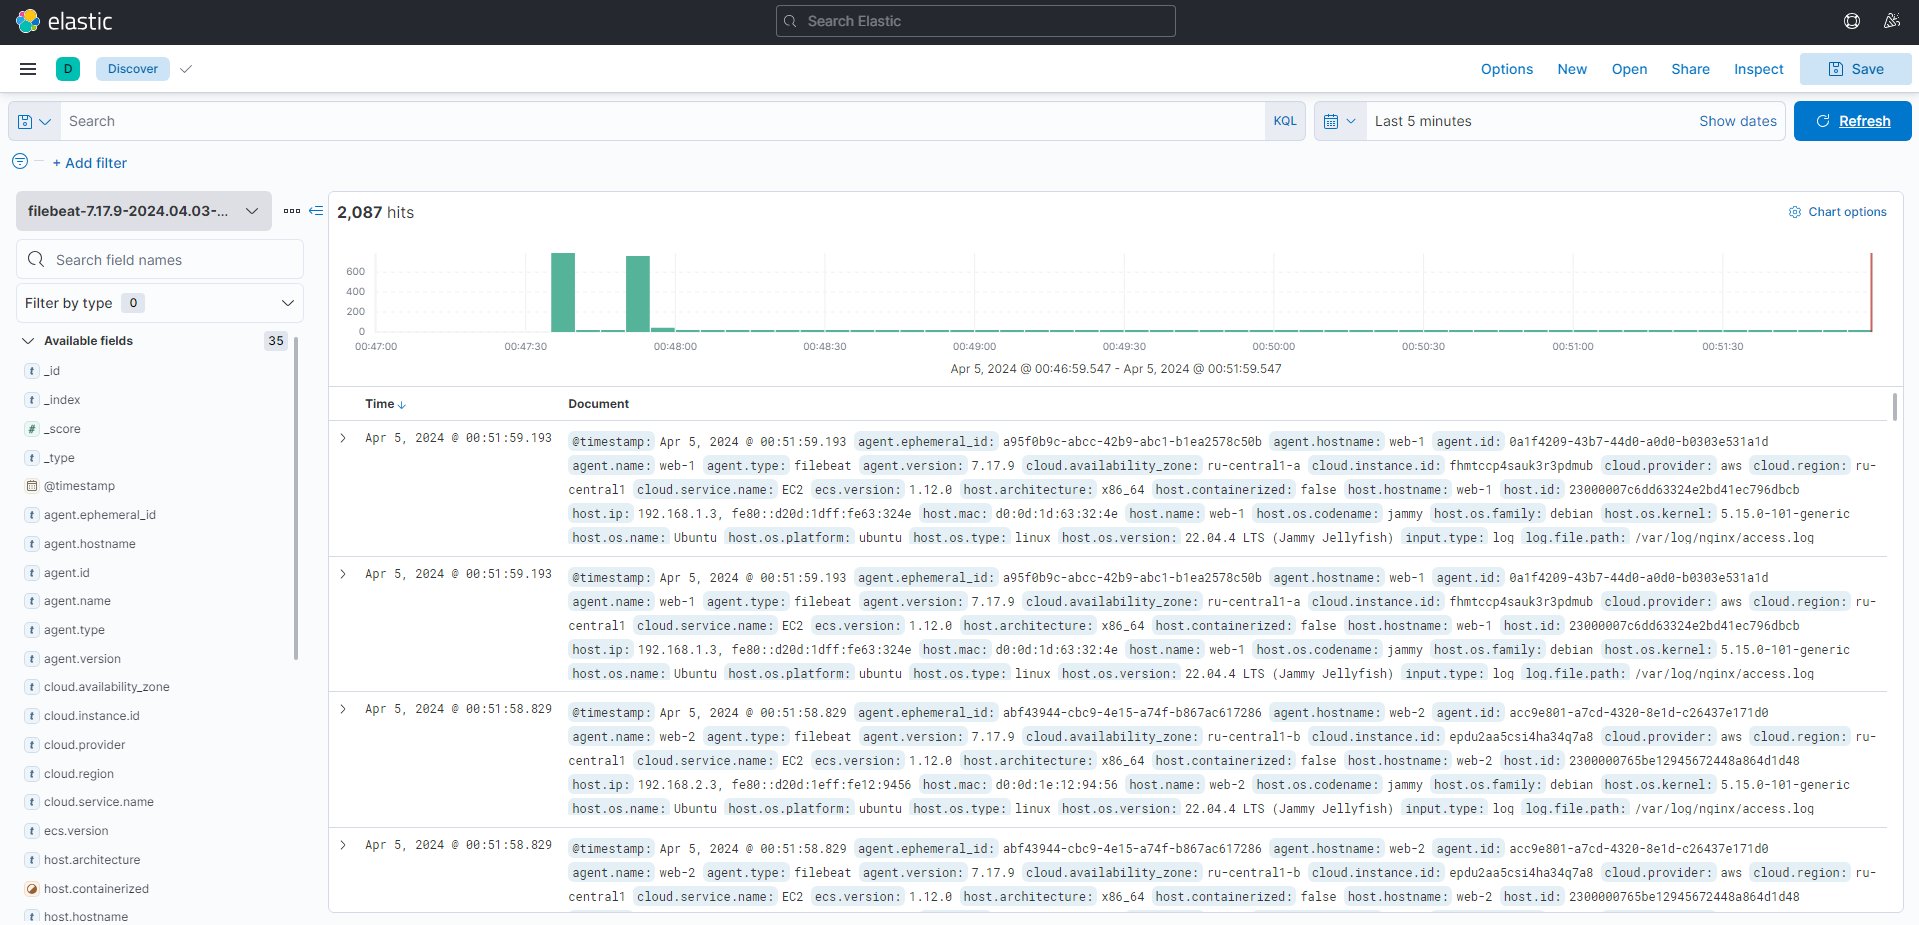 elastic
Search Elastic
D Discover
Options New Open Share Inspect Save
Search KQL Last 5 minutes Show dates Refresh
+ Add filter
filebeat-7.17.9-2024.04.03-...
Search field names
Filter by type 0
Available fields 35
t _id
t _index
# _score
t _type
@timestamp
t agent.ephemeral_id
t agent.hostname
t agent.id
t agent.name
t agent.type
t agent.version
t cloud.availability_zone
t cloud.instance.id
t cloud.provider
t cloud.region
t cloud.service.name
t ecs.version
t host.architecture
host.containerized
t host.hostname
2,087 hits
Chart options
600
400
200
0
00:47:00 00:47:30 00:48:00 00:48:30 00:49:00 00:49:30 00:50:00 00:50:30 00:51:00 00:51:30
Apr 5, 2024 @ 00:46:59.547 - Apr 5, 2024 @ 00:51:59.547
Time Document
Apr 5, 2024 @ 00:51:59.193 @timestamp: Apr 5, 2024 @ 00:51:59.193 agent.ephemeral_id: a95f0b9c-abcc-42b9-abc1-b1ea2578c50b agent.hostname: web-1 agent.id: 0a1f4209-43b7-44d0-a0d0-b0303e531a1d
agent.name: web-1 agent.type: filebeat agent.version: 7.17.9 cloud.availability_zone: ru-central1-a cloud.instance.id: fhmtccp4sauk3r3pdmub cloud.provider: aws cloud.region: ru-
central1 cloud.service.name: EC2 ecs.version: 1.12.0 host.architecture: x86_64 host.containerized: false host.hostname: web-1 host.id: 23000007c6dd63324e2bd41ec796dbcb
host.ip: 192.168.1.3, fe80::d20d:1dff:fe63:324e host.mac: d0:0d:1d:63:32:4e host.name: web-1 host.os.codename: jammy host.os.family: debian host.os.kernel: 5.15.0-101-generic
host.os.name: Ubuntu host.os.platform: ubuntu host.os.type: linux host.os.version: 22.04.4 LTS (Jammy Jellyfish) input.type: log log.file.path: /var/log/nginx/access.log
Apr 5, 2024 @ 00:51:59.193 @timestamp: Apr 5, 2024 @ 00:51:59.193 agent.ephemeral_id: a95f0b9c-abcc-42b9-abc1-b1ea2578c50b agent.hostname: web-1 agent.id: 0a1f4209-43b7-44d0-a0d0-b0303e531a1d
agent.name: web-1 agent.type: filebeat agent.version: 7.17.9 cloud.availability_zone: ru-central1-a cloud.instance.id: fhmtccp4sauk3r3pdmub cloud.provider: aws cloud.region: ru-
central1 cloud.service.name: EC2 ecs.version: 1.12.0 host.architecture: x86_64 host.containerized: false host.hostname: web-1 host.id: 23000007c6dd63324e2bd41ec796dbcb
host.ip: 192.168.1.3, fe80::d20d:1dff:fe63:324e host.mac: d0:0d:1d:63:32:4e host.name: web-1 host.os.codename: jammy host.os.family: debian host.os.kernel: 5.15.0-101-generic
host.os.name: Ubuntu host.os.platform: ubuntu host.os.type: linux host.os.version: 22.04.4 LTS (Jammy Jellyfish) input.type: log log.file.path: /var/log/nginx/access.log
Apr 5, 2024 @ 00:51:58.829 @timestamp: Apr 5, 2024 @ 00:51:58.829 agent.ephemeral_id: abf43944-cbc9-4e15-a74f-b867ac617286 agent.hostname: web-2 agent.id: acc9e801-a7cd-4320-8e1d-c26437e171d0
agent.name: web-2 agent.type: filebeat agent.version: 7.17.9 cloud.availability_zone: ru-central1-b cloud.instance.id: epdu2aa5csi4ha34q7a8 cloud.provider: aws cloud.region: ru-
central1 cloud.service.name: EC2 ecs.version: 1.12.0 host.architecture: x86_64 host.containerized: false host.hostname: web-2 host.id: 2300000765be12945672448a864d1d48
host.ip: 192.168.2.3, fe80::d20d:1eff:fe12:9456 host.mac: d0:0d:1e:12:94:56 host.name: web-2 host.os.codename: jammy host.os.family: debian host.os.kernel: 5.15.0-101-generic
host.os.name: Ubuntu host.os.platform: ubuntu host.os.type: linux host.os.version: 22.04.4 LTS (Jammy Jellyfish) input.type: log log.file.path: /var/log/nginx/access.log
Apr 5, 2024 @ 00:51:58.829 @timestamp: Apr 5, 2024 @ 00:51:58.829 agent.ephemeral_id: abf43944-cbc9-4e15-a74f-b867ac617286 agent.hostname: web-2 agent.id: acc9e801-a7cd-4320-8e1d-c26437e171d0
agent.name: web-2 agent.type: filebeat agent.version: 7.17.9 cloud.availability_zone: ru-central1-b cloud.instance.id: epdu2aa5csi4ha34q7a8 cloud.provider: aws cloud.region: ru-
central1 cloud.service.name: EC2 ecs.version: 1.12.0 host.architecture: x86_64 host.containerized: false host.hostname: web-2 host.id: 2300000765be12945672448a864d1d48